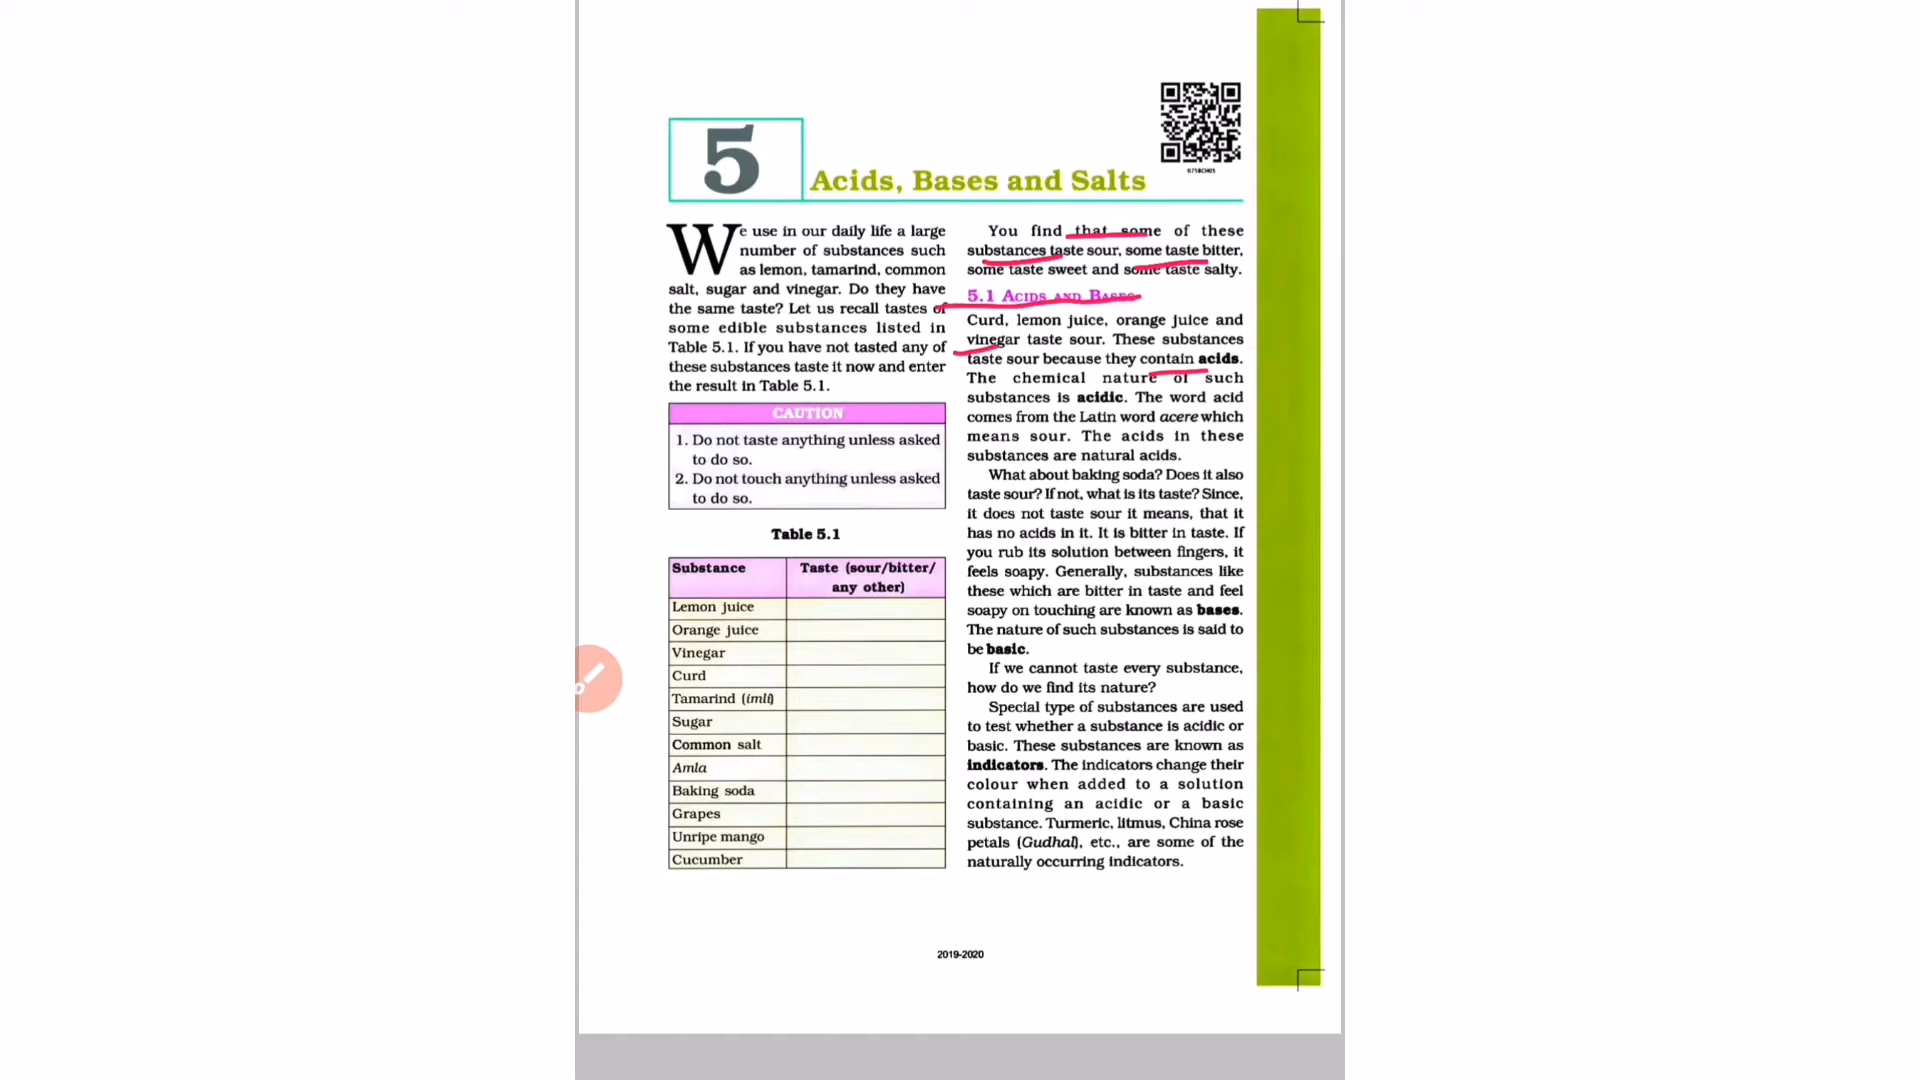 5
Acids, Bases and Salts
0718CH05
We use in our daily life a large
number of substances such
as lemon, tamarind, common
salt, sugar and vinegar. Do they have
the same taste? Let us recall tastes of
some edible substances listed in
Table 5.1. If you have not tasted any of
these substances taste it now and enter
the result in Table 5.1.
CAUTION
1. Do not taste anything unless asked
to do so.
2. Do not touch anything unless asked
to do so.
Table 5.1
Substance
Taste (sour/bitter/
any other)
Lemon juice
Orange juice
Vinegar
Curd
Tamarind (imli)
Sugar
Common salt
Amla
Baking soda
Grapes
Unripe mango
Cucumber
You find that some of these
substances taste sour, some taste bitter,
some taste sweet and some taste salty.
5.1 ACIDS AND BASES
Curd, lemon juice, orange juice and
vinegar taste sour. These substances
taste sour because they contain acids.
The chemical nature of such
substances is acidic. The word acid
comes from the Latin word acere which
means sour. The acids in these
substances are natural acids.
What about baking soda? Does it also
taste sour? If not, what is its taste? Since,
it does not taste sour it means, that it
has no acids in it. It is bitter in taste. If
you rub its solution between fingers, it
feels soapy. Generally, substances like
these which are bitter in taste and feel
soapy on touching are known as bases.
The nature of such substances is said to
be basic.
If we cannot taste every substance,
how do we find its nature?
Special type of substances are used
to test whether a substance is acidic or
basic. These substances are known as
indicators. The indicators change their
colour when added to a solution
containing an acidic or a basic
substance. Turmeric, litmus, China rose
petals (Gudhal), etc., are some of the
naturally occurring indicators.
2019-2020